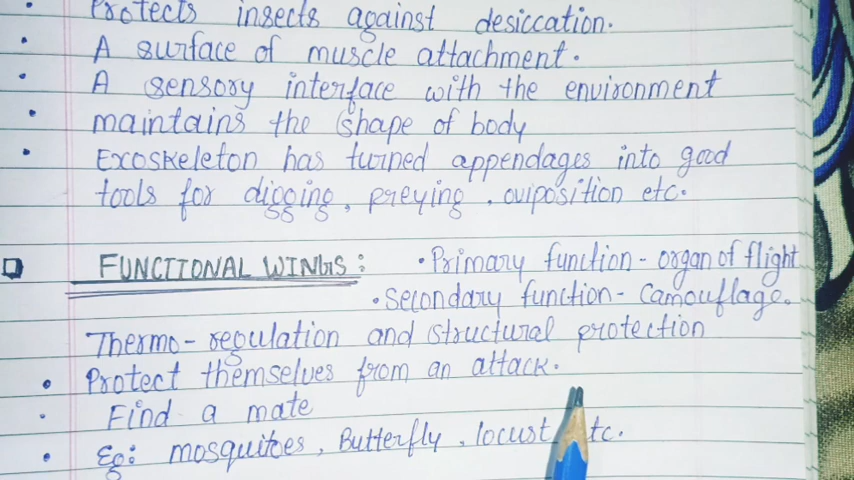 • Protects insects against desiccation.
• A surface of muscle attachment.
• A sensory interface with the environment
• maintains the shape of body
• Exoskeleton has turned appendages into good
tools for digging, preying, oviposition etc.
FUNCTIONAL WINGS: • Primary function - organ of flight
• Secondary function - Camouflage.
Thermo-regulation and structural protection
• Protect themselves from an attack.
• Find a mate
• Eg: mosquitoes, Butterfly, locust etc.